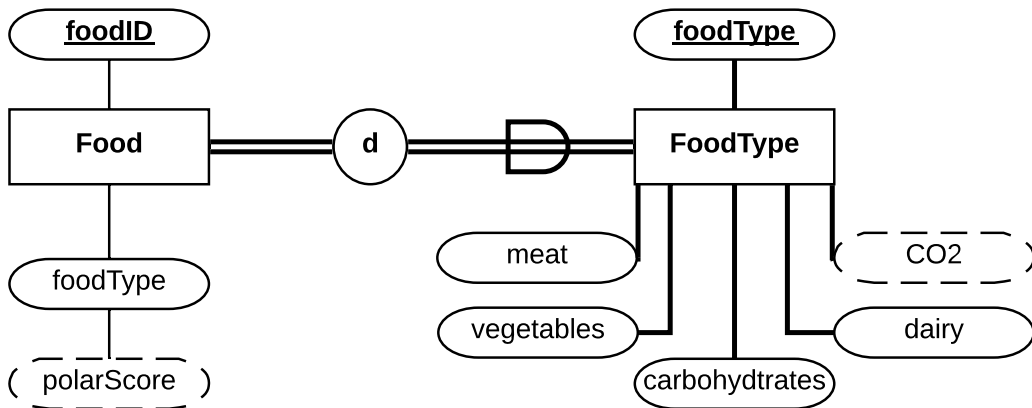 foodID
foodType
Food
d
FoodType
meat
CO2
foodType
vegetables
dairy
polarScore
carbohydtrates